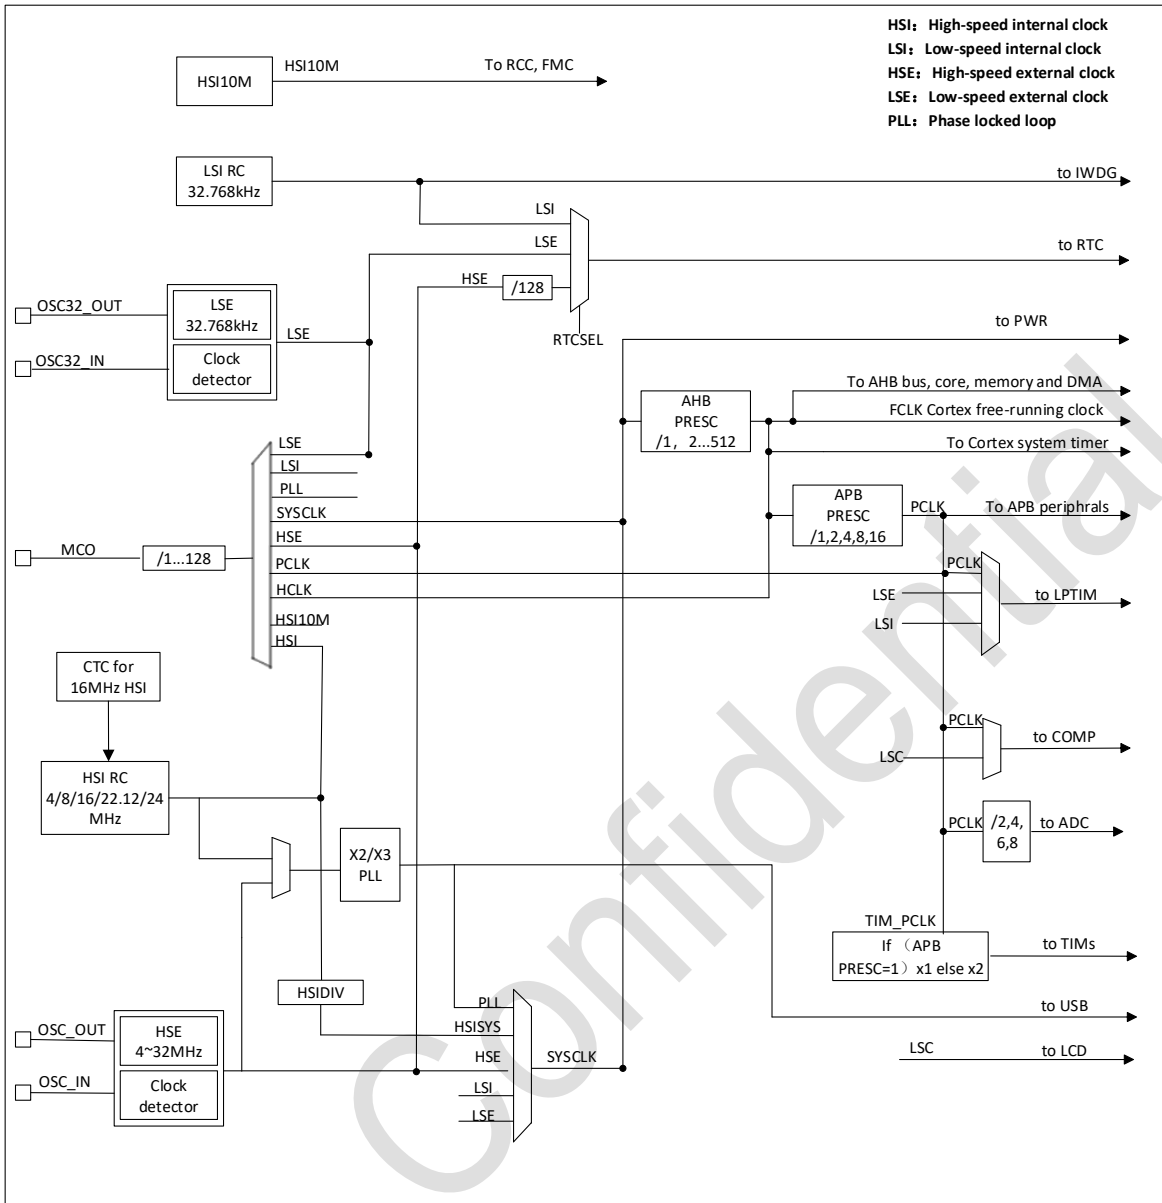 HSI：High-speed internal clock
LSI：Low-speed internal clock
HSE：High-speed external clock
LSE：Low-speed external clock
PLL：Phase locked loop
HSI10M
HSI10M
To RCC, FMC
LSI RC
32.768kHz
to IWDG
LSI
LSE
HSE
/128
RTCSEL
to RTC
OSC32_OUT
OSC32_IN
LSE
32.768kHz
Clock
detector
LSE
to PWR
AHB
PRESC
/1， 2...512
To AHB bus, core, memory and DMA
FCLK Cortex free-running clock
To Cortex system timer
APB
PRESC
/1,2,4,8,16
PCLK
To APB periphrals
MCO
/1...128
LSE
LSI
PLL
SYSCLK
HSE
PCLK
HCLK
HSI10M
HSI
PCLK
LSE
LSI
to LPTIM
CTC for
16MHz HSI
HSI RC
4/8/16/22.12/24
MHz
PCLK
LSC
to COMP
X2/X3
PLL
PCLK
/2,4,
6,8
to ADC
TIM_PCLK
If （APB
PRESC=1）x1 else x2
to TIMs
HSIDIV
to USB
LSC
to LCD
OSC_OUT
OSC_IN
HSE
4~32MHz
Clock
detector
PLL
HSISYS
HSE
LSI
LSE
SYSCLK
Confidential